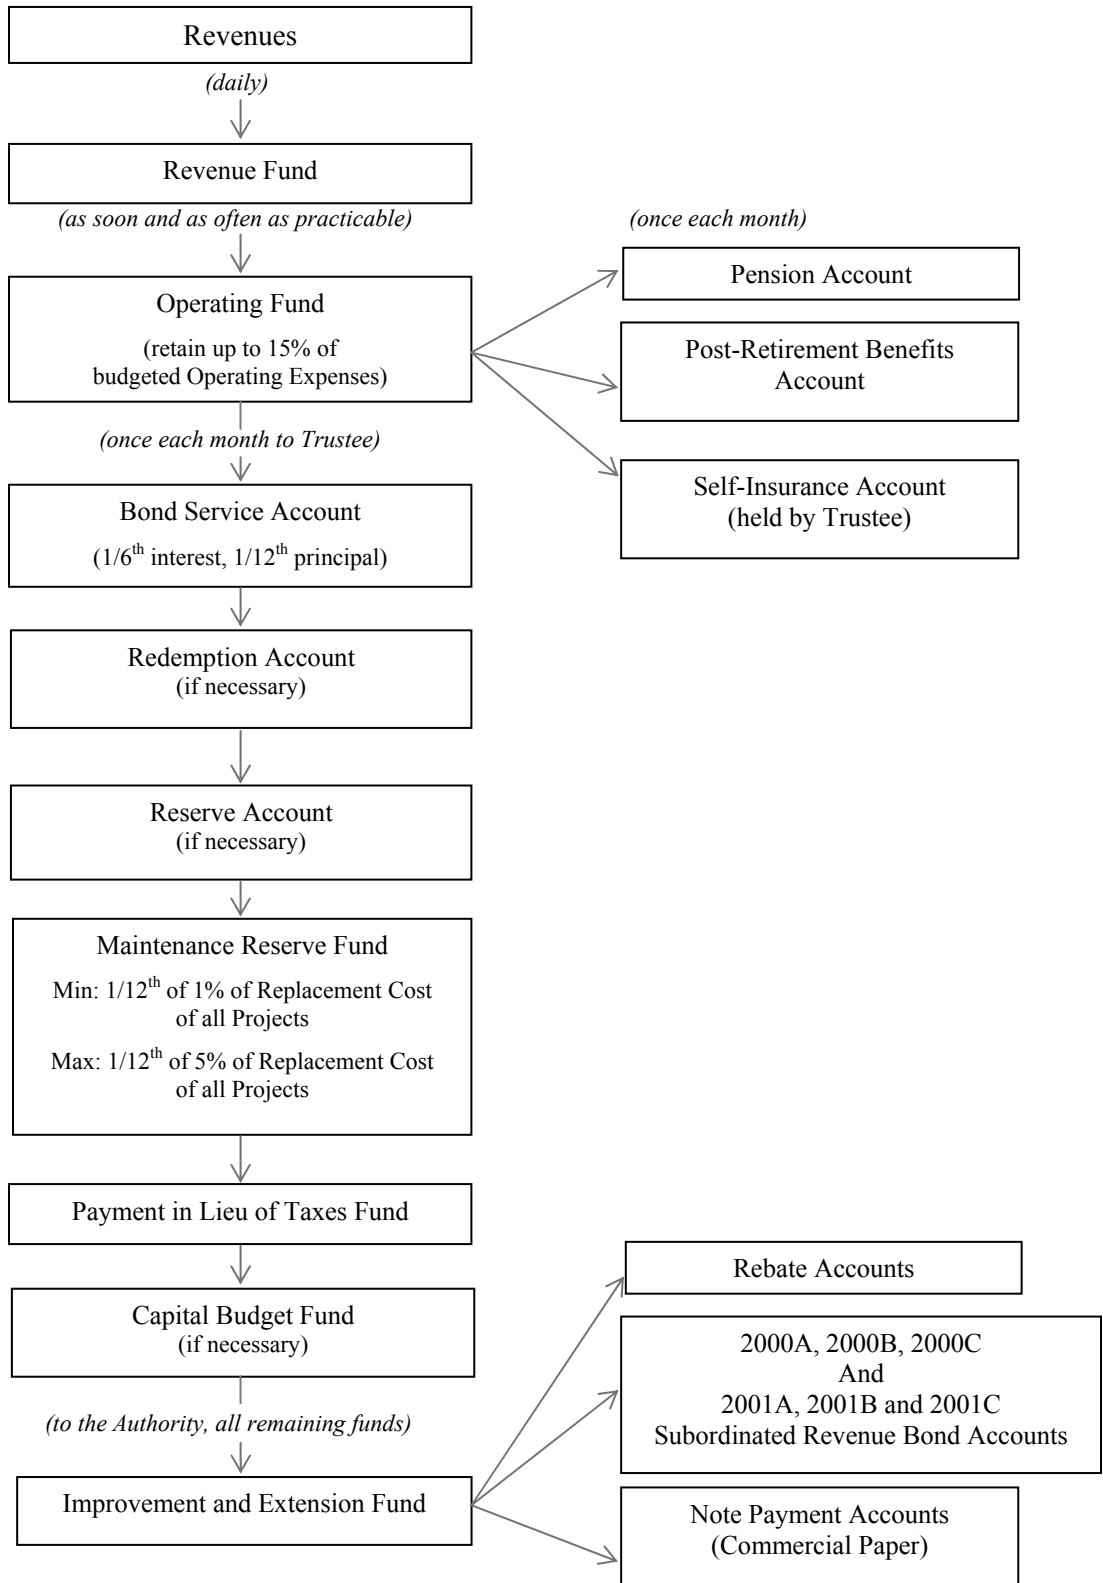 Revenues
(daily)
Revenue Fund
(as soon and as often as practicable)
(once each month)
Operating Fund
(retain up to 15% of
budgeted Operating Expenses)
Pension Account
Post-Retirement Benefits
Account
Self-Insurance Account
(held by Trustee)
(once each month to Trustee)
Bond Service Account
(1/6th interest, 1/12th principal)
Redemption Account
(if necessary)
Reserve Account
(if necessary)
Maintenance Reserve Fund
Min: 1/12th of 1% of Replacement Cost
of all Projects
Max: 1/12th of 5% of Replacement Cost
of all Projects
Payment in Lieu of Taxes Fund
Capital Budget Fund
(if necessary)
(to the Authority, all remaining funds)
Improvement and Extension Fund
Rebate Accounts
2000A, 2000B, 2000C
And
2001A, 2001B and 2001C
Subordinated Revenue Bond Accounts
Note Payment Accounts
(Commercial Paper)